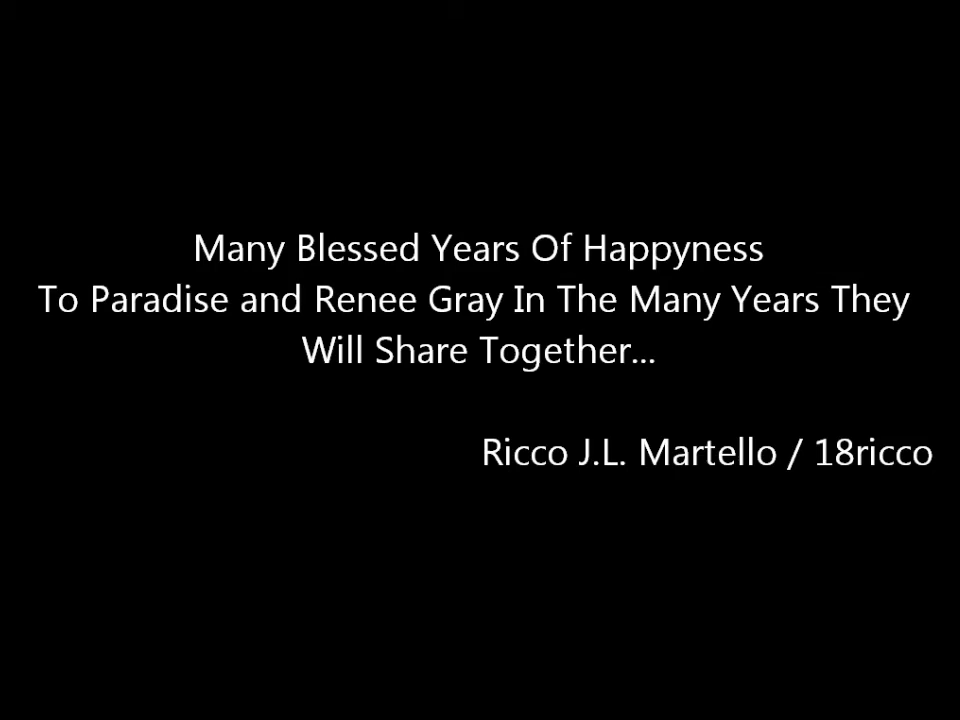 Many Blessed Years Of Happyness
To Paradise and Renee Gray In The Many Years They
Will Share Together...
Ricco J.L. Martello / 18ricco